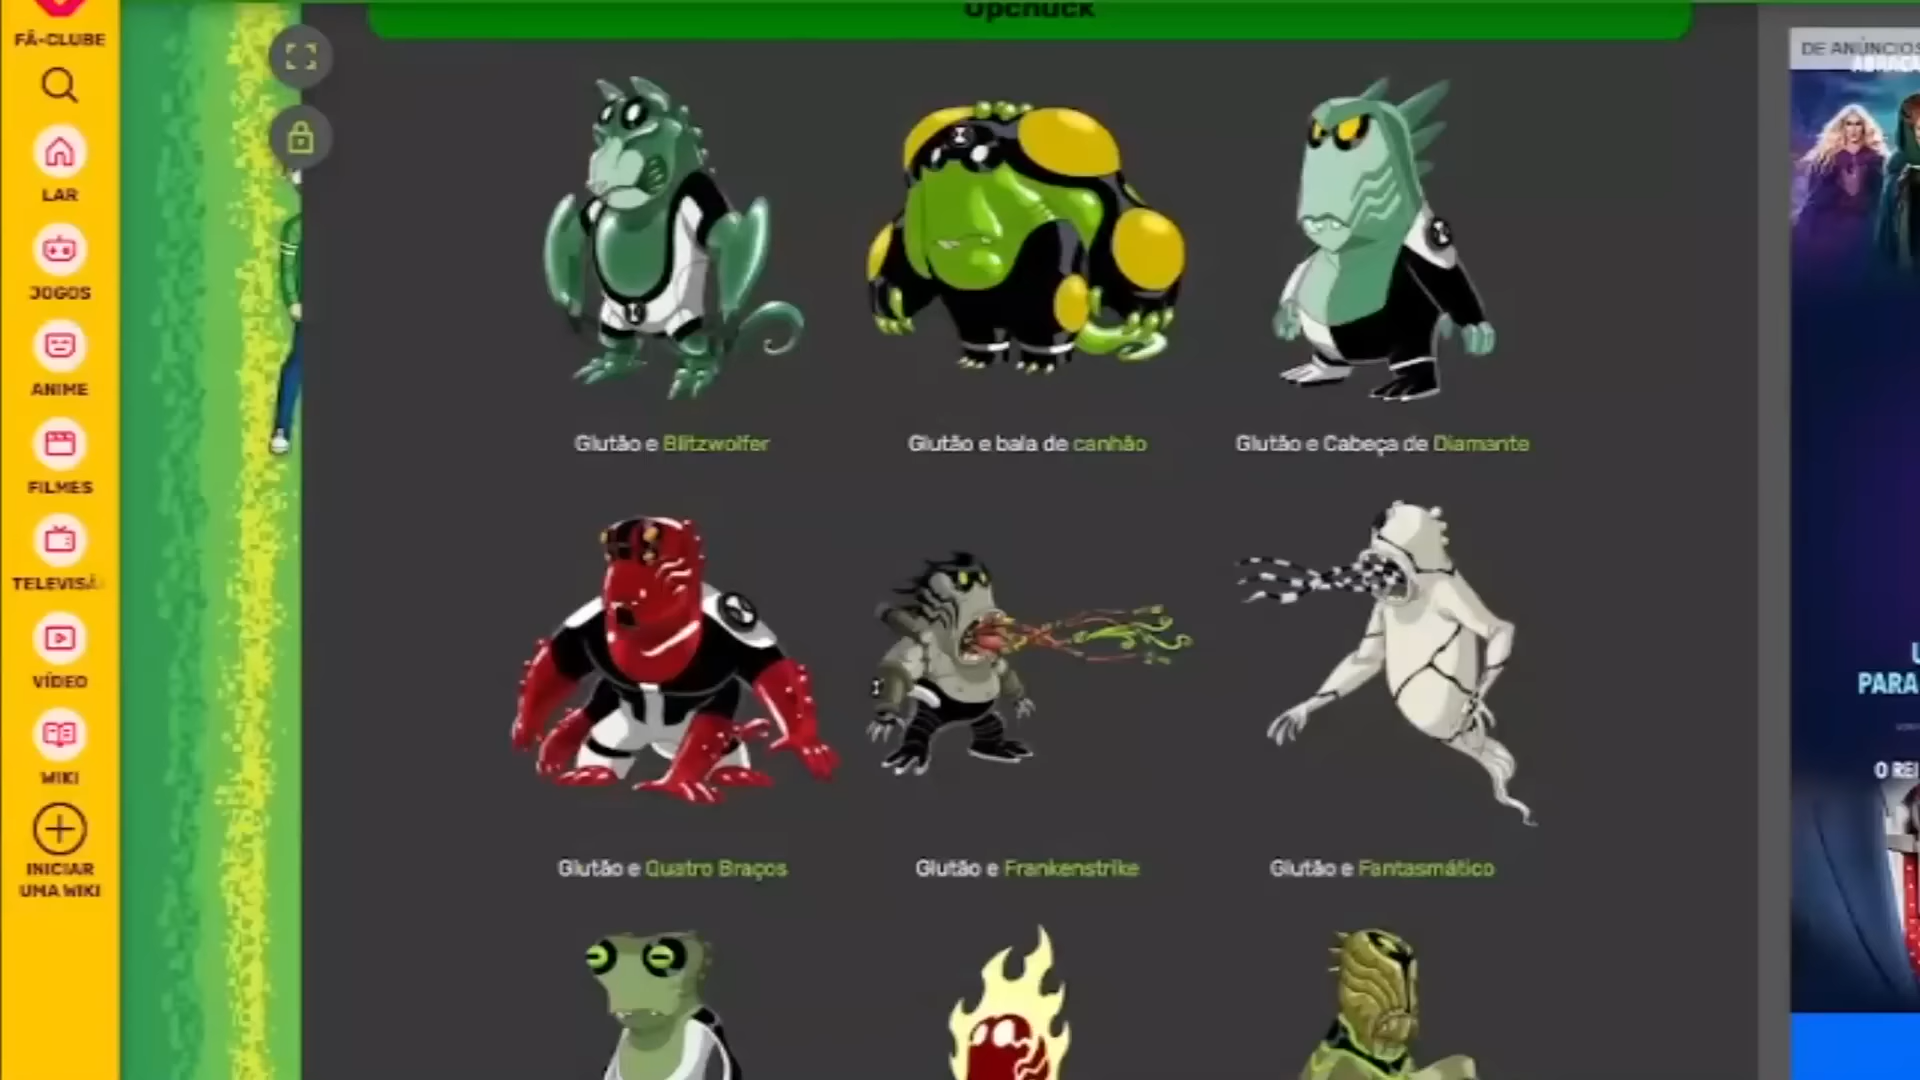 Upchuck
FÃ-CLUBE
LAR
JOGOS
ANIME
FILMES
TELEVISÃ
VÍDEO
WIKI
INICIAR
UMA WIKI
Glutão e Blitzwolfer
Glutão e bala de canhão
Glutão e Cabeça de Diamante
Glutão e Quatro Braços
Glutão e Frankenstrike
Glutão e Fantasmático
DE ANÚNCIOS
U
PARA
O REI